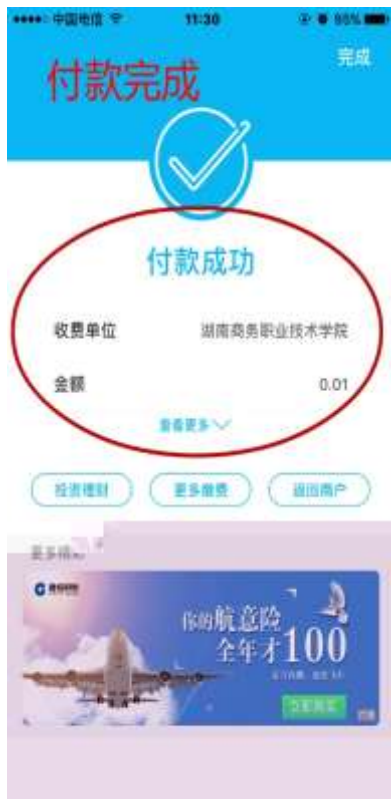 中国电信 11:30 95%
完成
付款完成
付款成功
收费单位 湖南商务职业技术学院
金额 0.01
查看更多
投资理财 更多缴费 返回商户
你的航意险
全年才100
立即购买